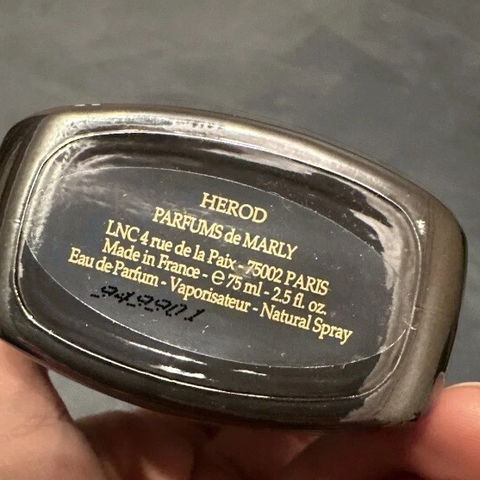 HEROD
PARFUMS de MARLY
LNC 4 rue de la Paix - 75002 PARIS
Made in France - ℮ 75 ml - 2.5 fl. oz.
Eau de Parfum - Vaporisateur - Natural Spray